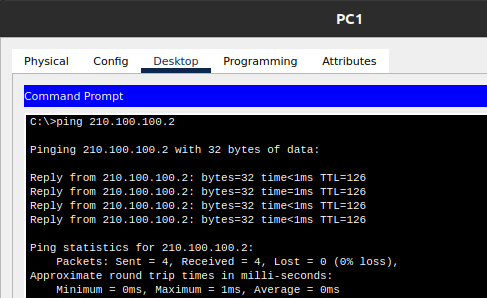 PC1
Physical Config Desktop Programming Attributes
Command Prompt
C:\>ping 210.100.100.2
Pinging 210.100.100.2 with 32 bytes of data:
Reply from 210.100.100.2: bytes=32 time<1ms TTL=126
Reply from 210.100.100.2: bytes=32 time=1ms TTL=126
Reply from 210.100.100.2: bytes=32 time<1ms TTL=126
Reply from 210.100.100.2: bytes=32 time<1ms TTL=126
Ping statistics for 210.100.100.2:
Packets: Sent = 4, Received = 4, Lost = 0 (0% loss),
Approximate round trip times in milli-seconds:
Minimum = 0ms, Maximum = 1ms, Average = 0ms